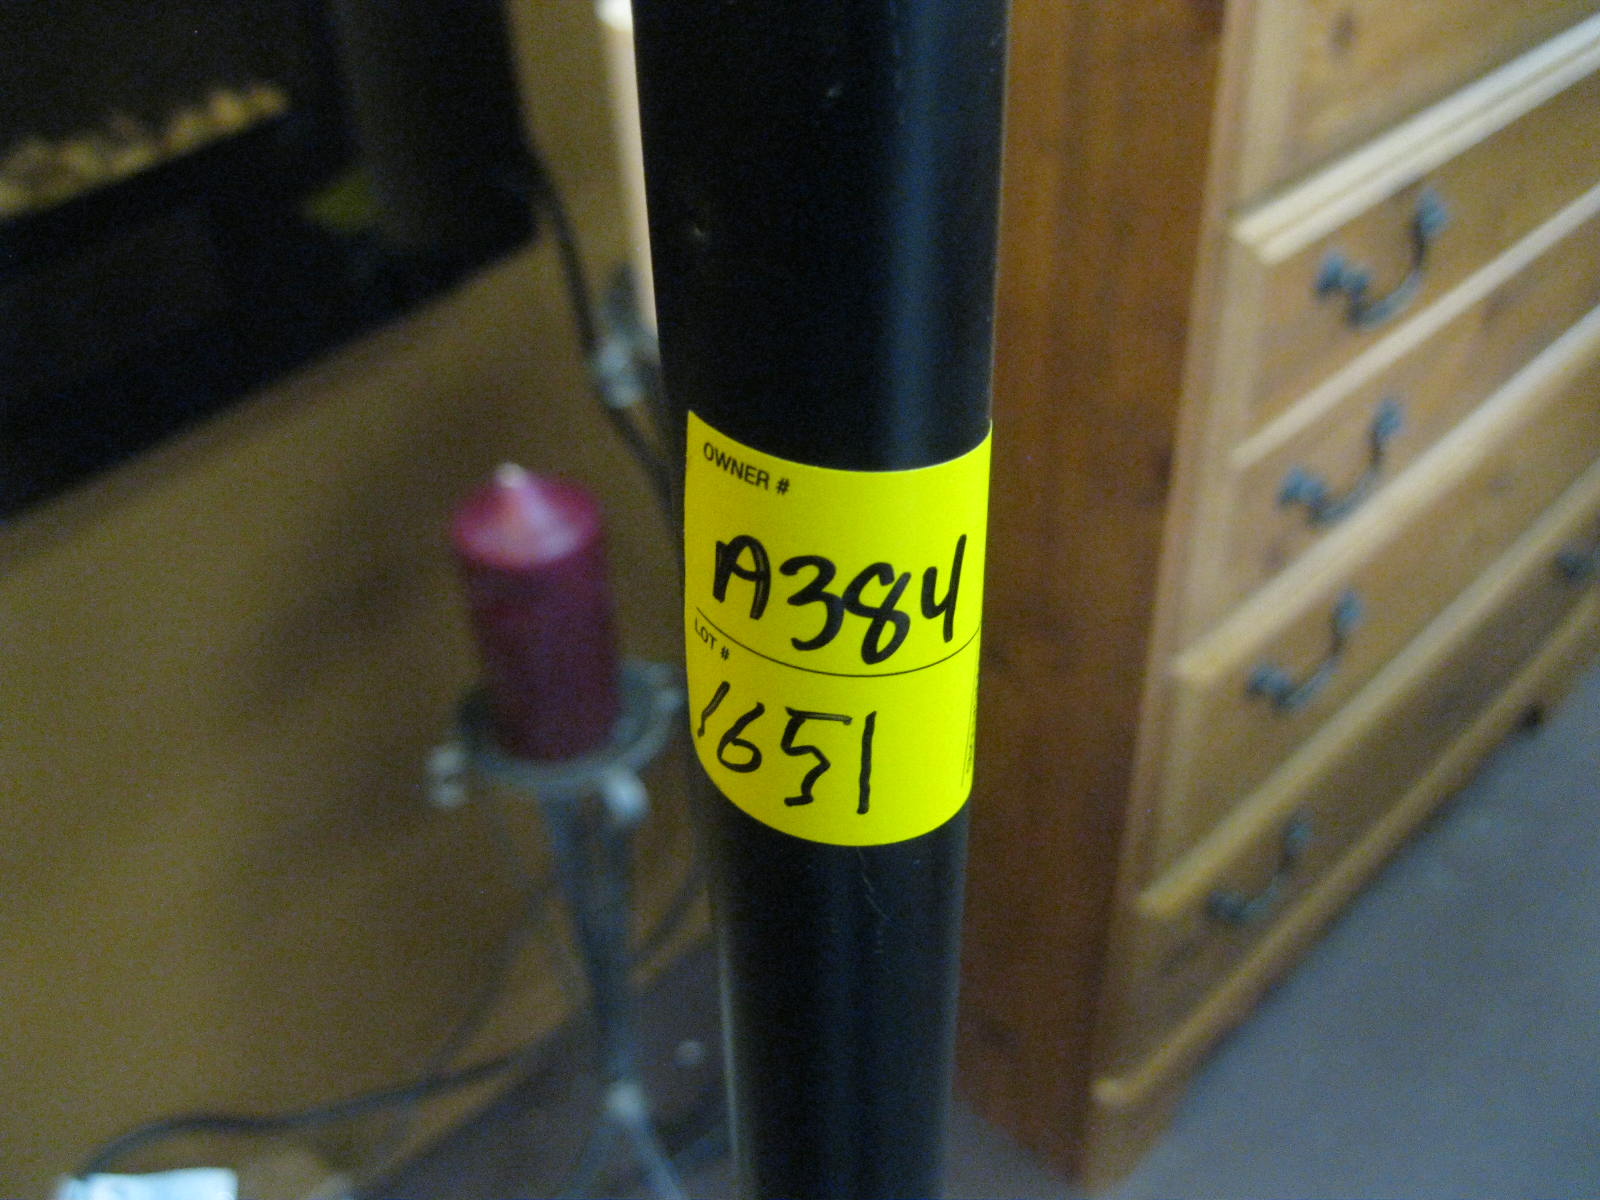 OWNER #
A384
LOT #
1651